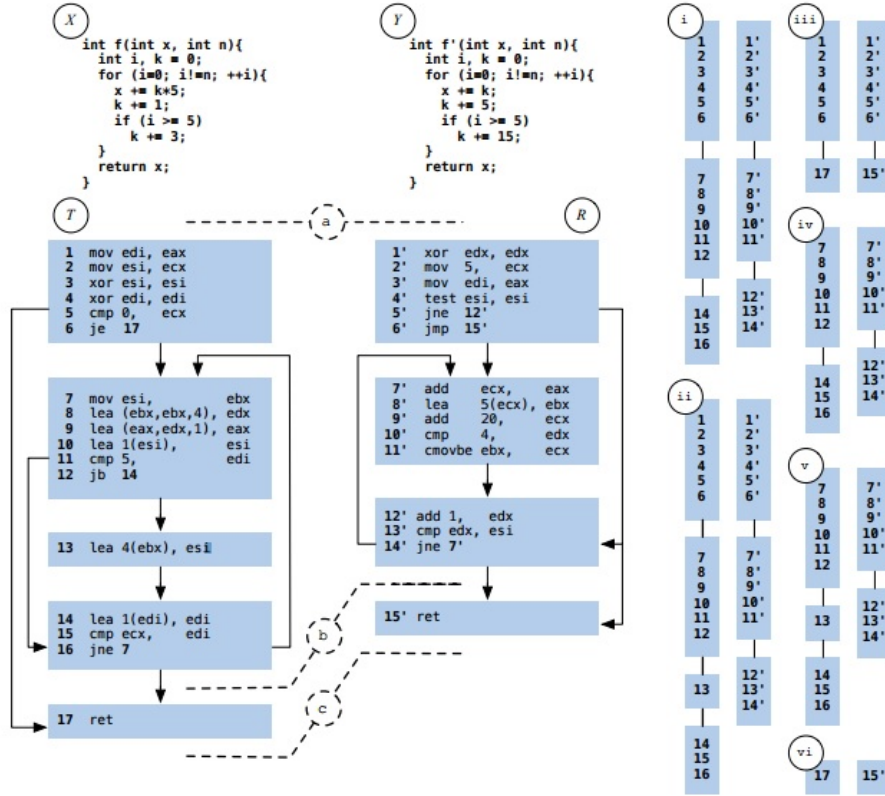 X
int f(int x, int n){
int i, k = 0;
for (i=0; i!=n; ++i){
x += k*5;
k += 1;
if (i >= 5)
k += 3;
}
return x;
}
Y
int f'(int x, int n){
int i, k = 0;
for (i=0; i!=n; ++i){
x += k;
k += 5;
if (i >= 5)
k += 15;
}
return x;
}
T
a
R
1 mov edi, eax
2 mov esi, ecx
3 xor esi, esi
4 xor edi, edi
5 cmp 0, ecx
6 je 17
7 mov esi, ebx
8 lea (ebx,ebx,4), edx
9 lea (eax,edx,1), eax
10 lea 1(esi), esi
11 cmp 5, edi
12 jb 14
13 lea 4(ebx), esi
14 lea 1(edi), edi
15 cmp ecx, edi
16 jne 7
17 ret
1' xor edx, edx
2' mov 5, ecx
3' mov edi, eax
4' test esi, esi
5' jne 12'
6' jmp 15'
7' add ecx, eax
8' lea 5(ecx), ebx
9' add 20, ecx
10' cmp 4, edx
11' cmovbe ebx, ecx
12' add 1, edx
13' cmp edx, esi
14' jne 7'
15' ret
b
c
i
1
2
3
4
5
6
7
8
9
10
11
12
14
15
16
1'
2'
3'
4'
5'
6'
7'
8'
9'
10'
11'
12'
13'
14'
ii
1
2
3
4
5
6
7
8
9
10
11
12
13
14
15
16
1'
2'
3'
4'
5'
6'
7'
8'
9'
10'
11'
12'
13'
14'
iii
1
2
3
4
5
6
17
1'
2'
3'
4'
5'
6'
15'
iv
7
8
9
10
11
12
14
15
16
7'
8'
9'
10'
11'
12'
13'
14'
v
7
8
9
10
11
12
13
14
15
16
7'
8'
9'
10'
11'
12'
13'
14'
vi
17
15'